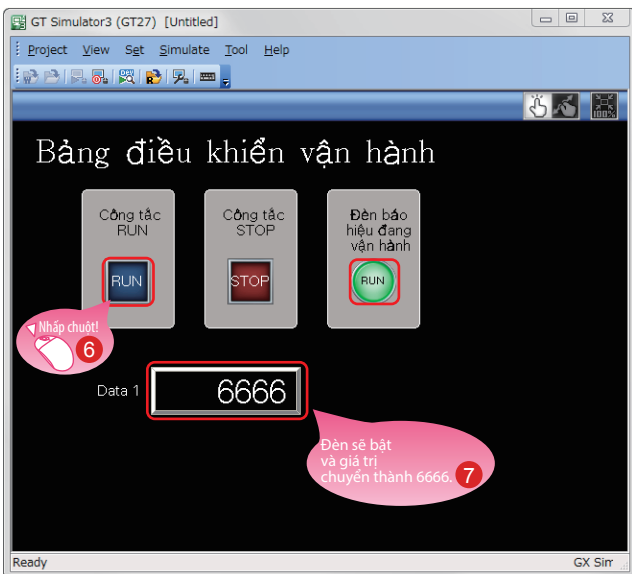 GT Simulator3 (GT27) [Untitled]
Project View Set Simulate Tool Help
100%
Bảng điều khiển vận hành
Công tắc
RUN
Công tắc
STOP
Đèn báo
hiệu đang
vận hành
RUN
STOP
RUN
Nhấp chuột!
6
Data 1
6666
Đèn sẽ bật
và giá trị
chuyển thành 6666.
7
Ready
GX Sim